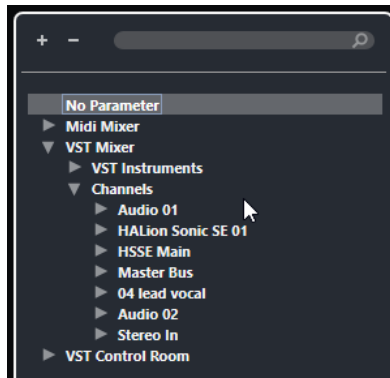 No Parameter
Midi Mixer
VST Mixer
VST Instruments
Channels
Audio 01
HALion Sonic SE 01
HSSE Main
Master Bus
04 lead vocal
Audio 02
Stereo In
VST Control Room